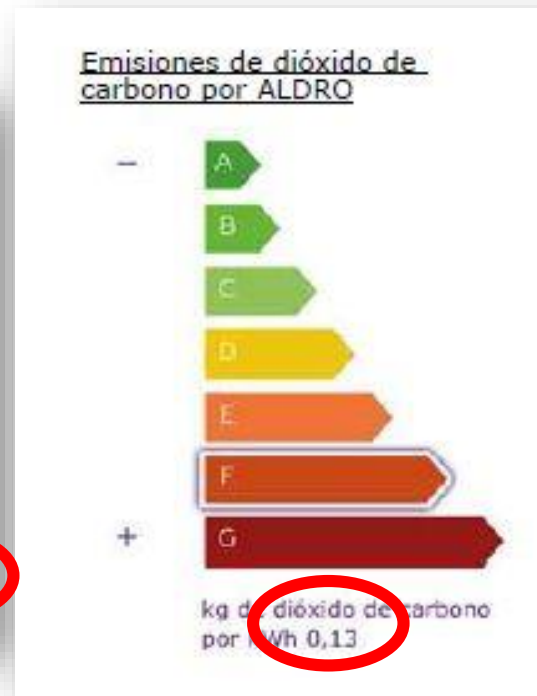 Emisiones de dióxido de
carbono por ALDRO
−
A
B
C
D
E
F
+
G
kg de dióxido de carbono
por kWh 0,13